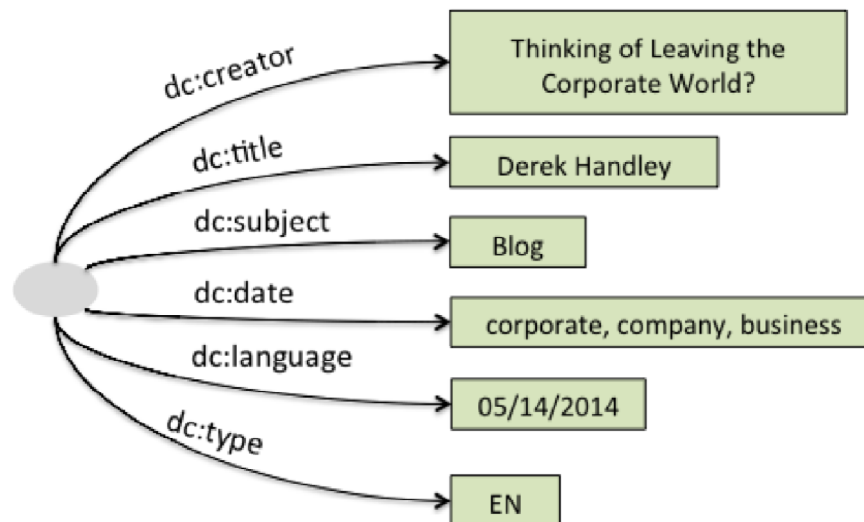 dc:creator
Thinking of Leaving the
Corporate World?
dc:title
Derek Handley
dc:subject
Blog
dc:date
corporate, company, business
dc:language
05/14/2014
dc:type
EN